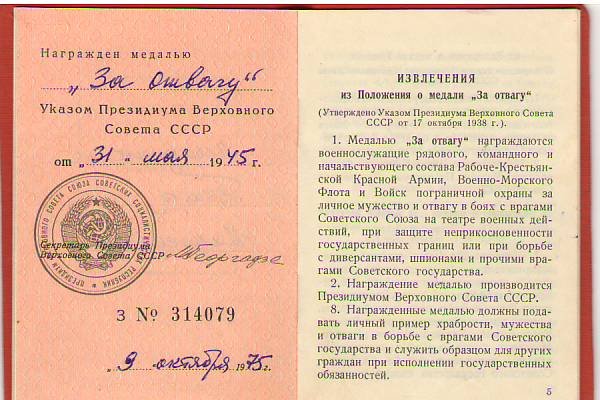 Награжден медалью
„За отвагу“
Указом Президиума Верховного
Совета СССР
от „31“ мая 1945 г.
Секретарь Президиума
Верховного Совета СССР МГеоргадзе
З № 314079
„9 октября 1975 г.
ИЗВЛЕЧЕНИЯ
из Положения о медали „За отвагу“
(Утверждено Указом Президиума Верховного Совета
СССР от 17 октября 1938 г.).
1. Медалью „За отвагу“ награждаются
военнослужащие рядового, командного и
начальствующего состава Рабоче-Крестьян-
ской Красной Армии, Военно-Морского
Флота и Войск пограничной охраны за
личное мужество и отвагу в боях с врагами
Советского Союза на театре военных дей-
ствий, при защите неприкосновенности
государственных границ или при борьбе
с диверсантами, шпионами и прочими вра-
гами Советского государства.
2. Награждение медалью производится
Президиумом Верховного Совета СССР.
8. Награжденные медалью должны пода-
вать личный пример храбрости, мужества
и отваги в борьбе с врагами Советского
государства и служить образцом для других
граждан при исполнении государственных
обязанностей.
5